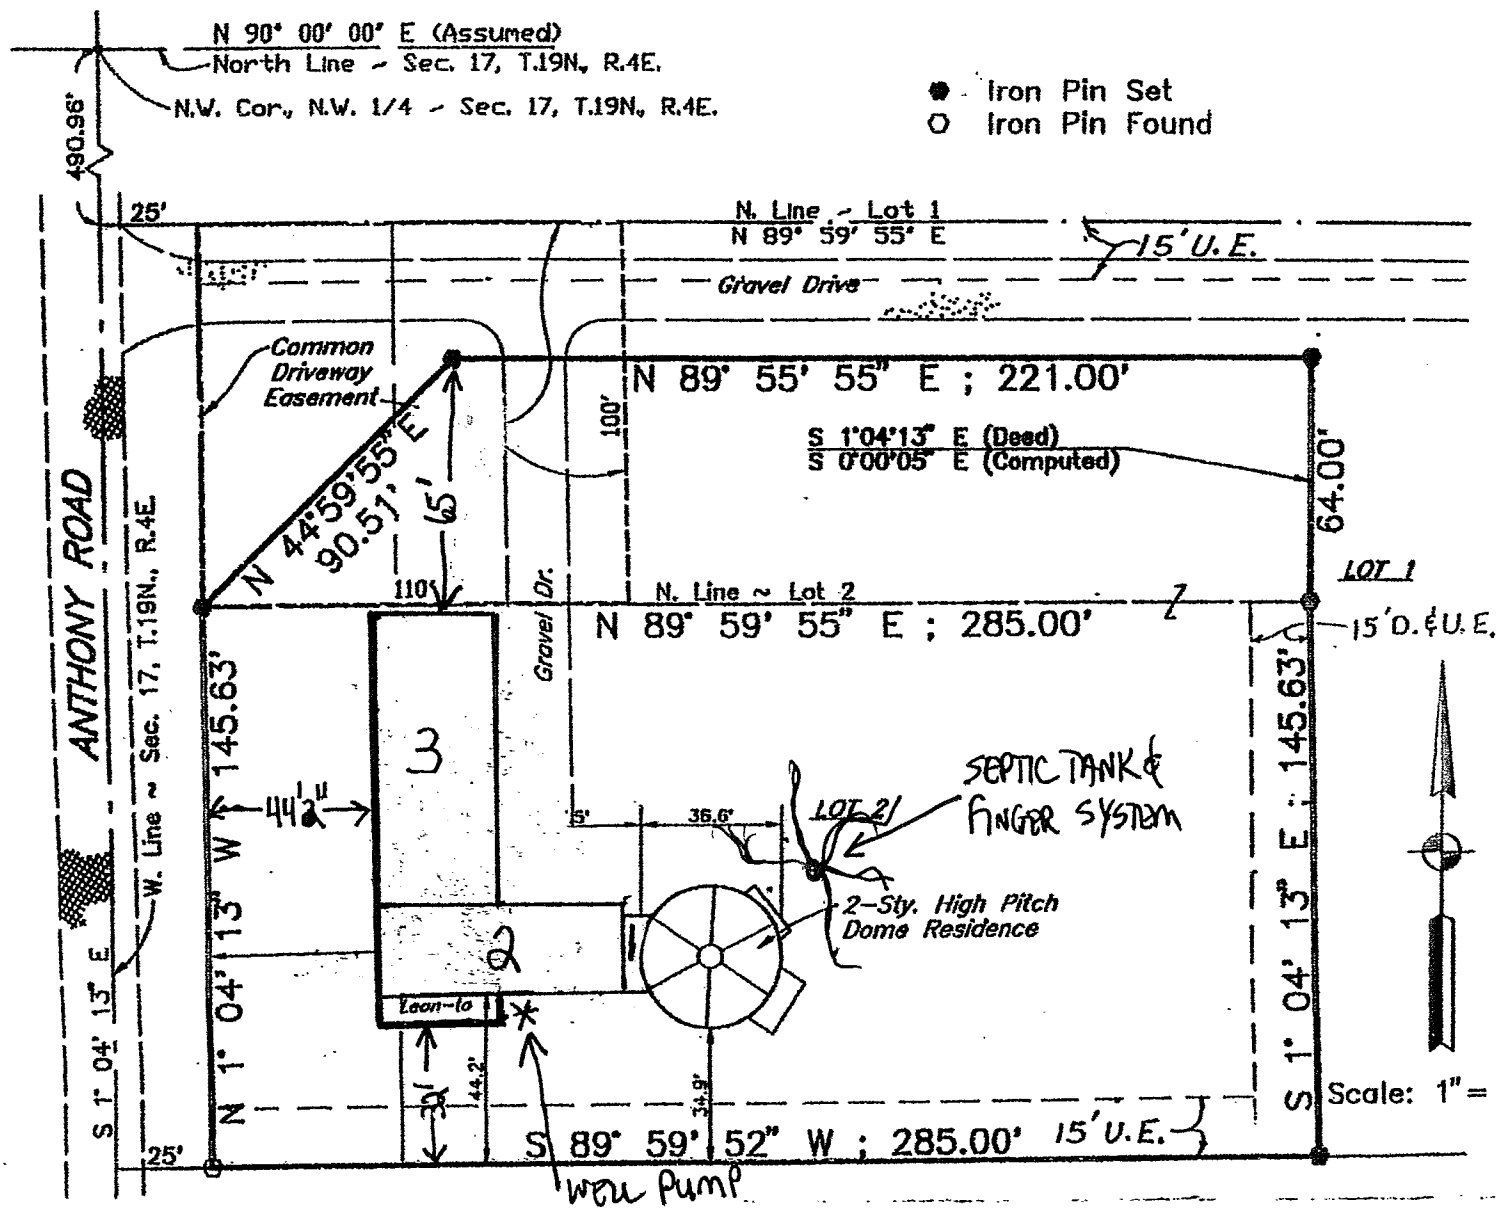 N 90° 00' 00" E (Assumed)
North Line ~ Sec. 17, T.19N., R.4E.
N.W. Cor., N.W. 1/4 ~ Sec. 17, T.19N., R.4E.
Iron Pin Set
Iron Pin Found
490.96'
25'
N. Line ~ Lot 1
N 89° 59' 55" E
15' U.E.
Gravel Drive
Common
Driveway
Easement
N 89° 55' 55" E ; 221.00'
N 44°59'55" E
90.51'
65'
100'
S 1°04'13" E (Deed)
S 0°00'05" E (Computed)
64.00'
LOT 1
110'
N. Line ~ Lot 2
N 89° 59' 55" E ; 285.00'
15' D. & U.E.
ANTHONY ROAD
W. Line ~ Sec. 17, T.19N., R.4E.
S 1° 04' 13" E
N 1° 04' 13" W
145.63'
Gravel Dr.
3
44'2"
5'
36.6'
LOT 2
SEPTIC TANK &
FINGER SYSTEM
S 1° 04' 13" E ; 145.63'
2-Sty. High Pitch
Dome Residence
2
Lean-to
32'
44.2'
34.9'
Scale: 1" =
15' U.E.
S 89° 59' 52" W ; 285.00'
25'
WELL PUMP